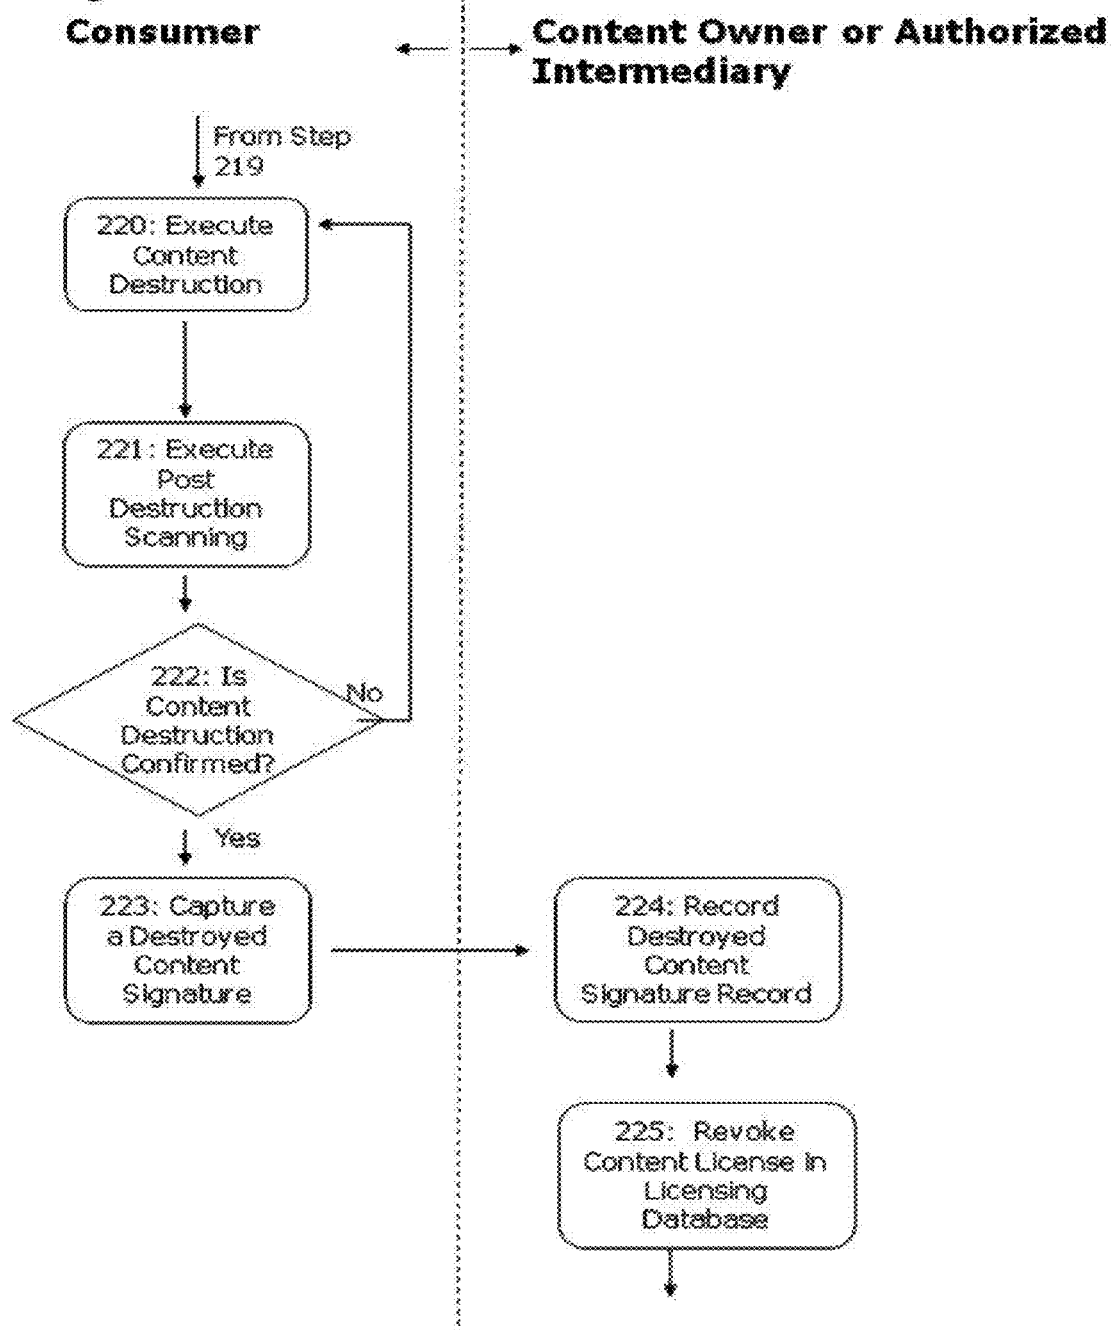 Consumer
Content Owner or Authorized
Intermediary
From Step
219
220: Execute
Content
Destruction
221: Execute
Post
Destruction
Scanning
222: Is
Content
Destruction
Confirmed?
No
Yes
223: Capture
a Destroyed
Content
Signature
224: Record
Destroyed
Content
Signature Record
225: Revoke
Content License in
Licensing
Database